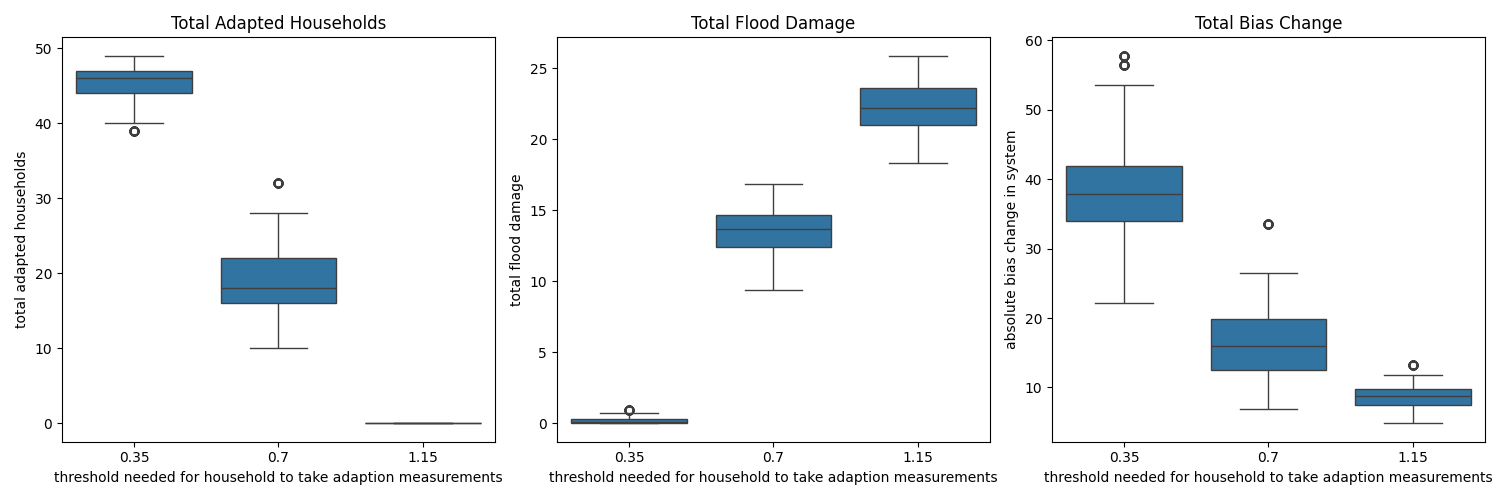 Total Adapted Households
total adapted households
50
40
30
20
10
0
0.35 0.7 1.15
threshold needed for household to take adaption measurements
Total Flood Damage
total flood damage
25
20
15
10
5
0
0.35 0.7 1.15
threshold needed for household to take adaption measurements
Total Bias Change
absolute bias change in system
60
50
40
30
20
10
0.35 0.7 1.15
threshold needed for household to take adaption measurements